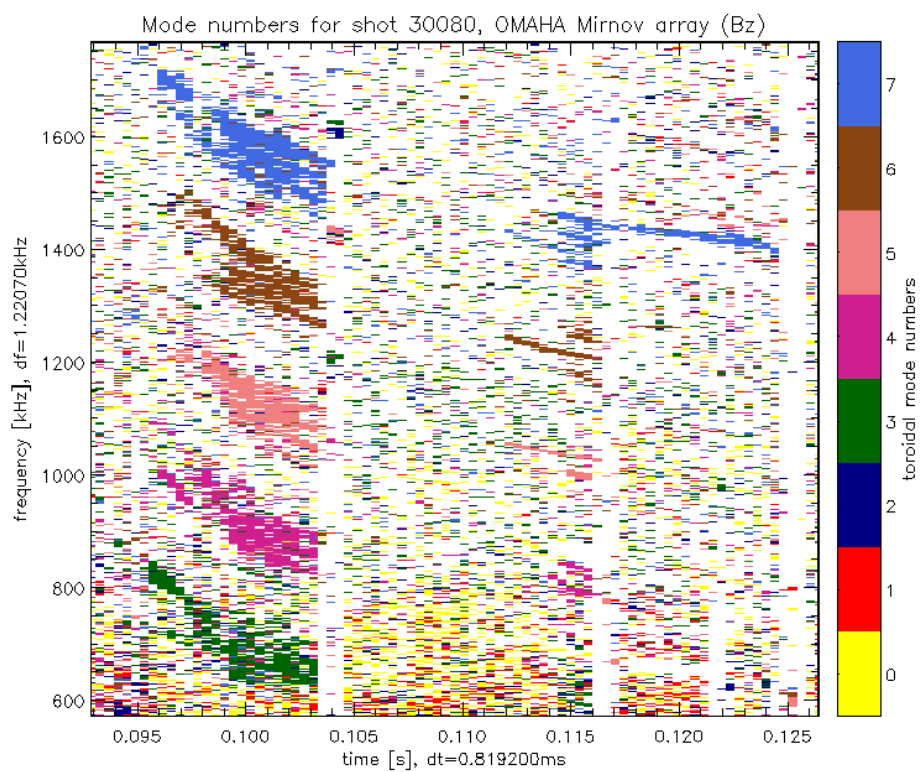 Mode numbers for shot 30080, OMAHA Mirnov array (Bz)
1600
1400
1200
1000
800
600
frequency [kHz], df=1.22070kHz
0.095 0.100 0.105 0.110 0.115 0.120 0.125
time [s], dt=0.819200ms
7
6
5
4
3
2
1
0
toroidal mode numbers